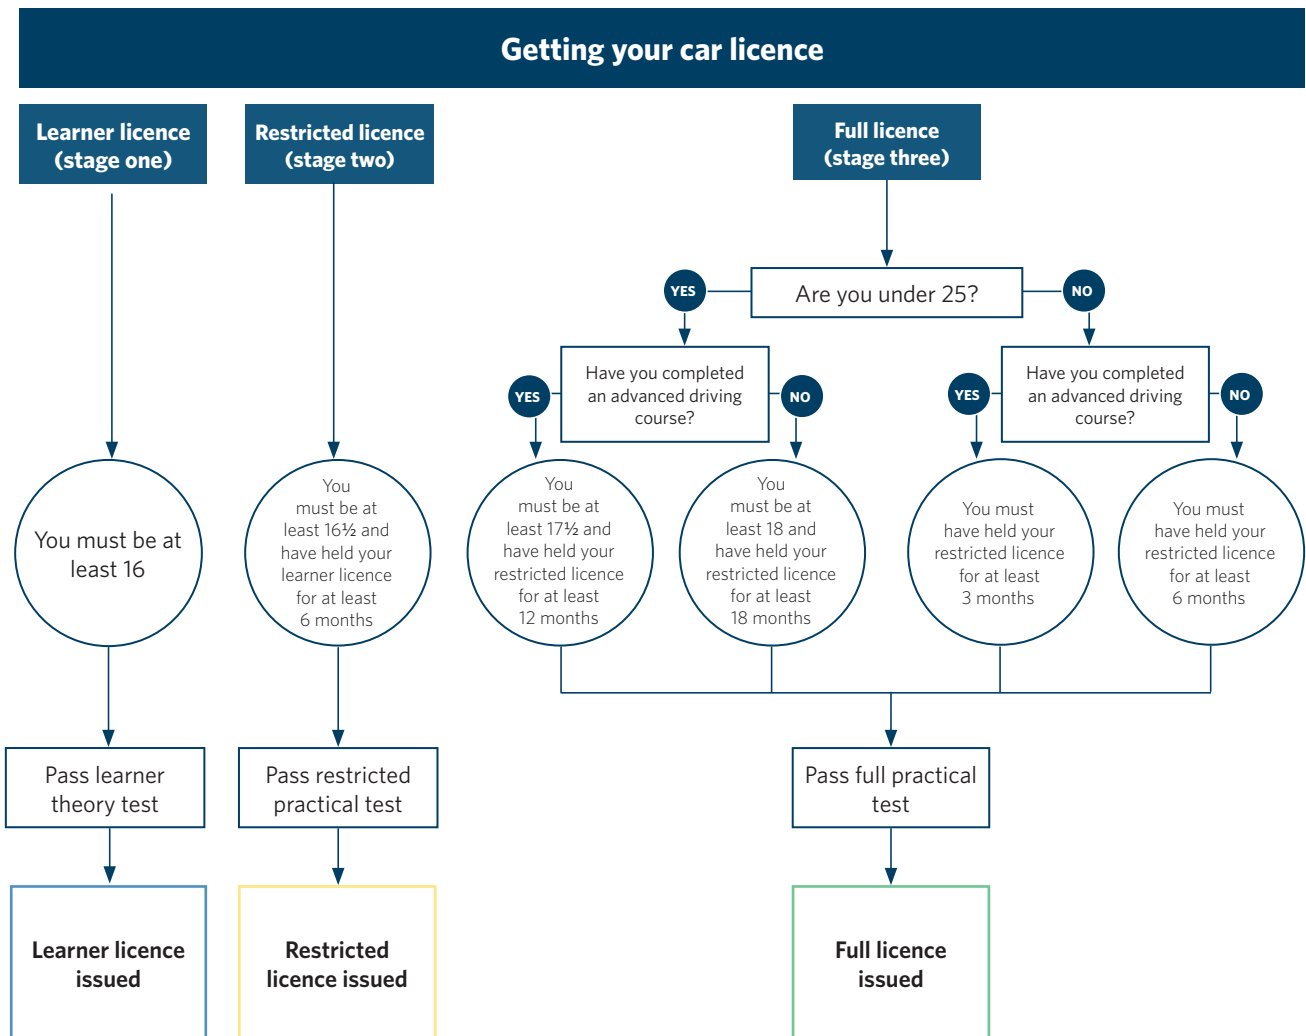 Getting your car licence
Learner licence
(stage one)
Restricted licence
(stage two)
Full licence
(stage three)
Are you under 25?
YES
NO
Have you completed
an advanced driving
course?
YES
NO
Have you completed
an advanced driving
course?
YES
NO
You must be at
least 16
You
must be at
least 16½ and
have held your
learner licence
for at least
6 months
You
must be at
least 17½ and
have held your
restricted licence
for at least
12 months
You
must be at
least 18 and
have held your
restricted licence
for at least
18 months
You must
have held your
restricted licence
for at least
3 months
You must
have held your
restricted licence
for at least
6 months
Pass learner
theory test
Pass restricted
practical test
Pass full practical
test
Learner licence
issued
Restricted
licence issued
Full licence
issued